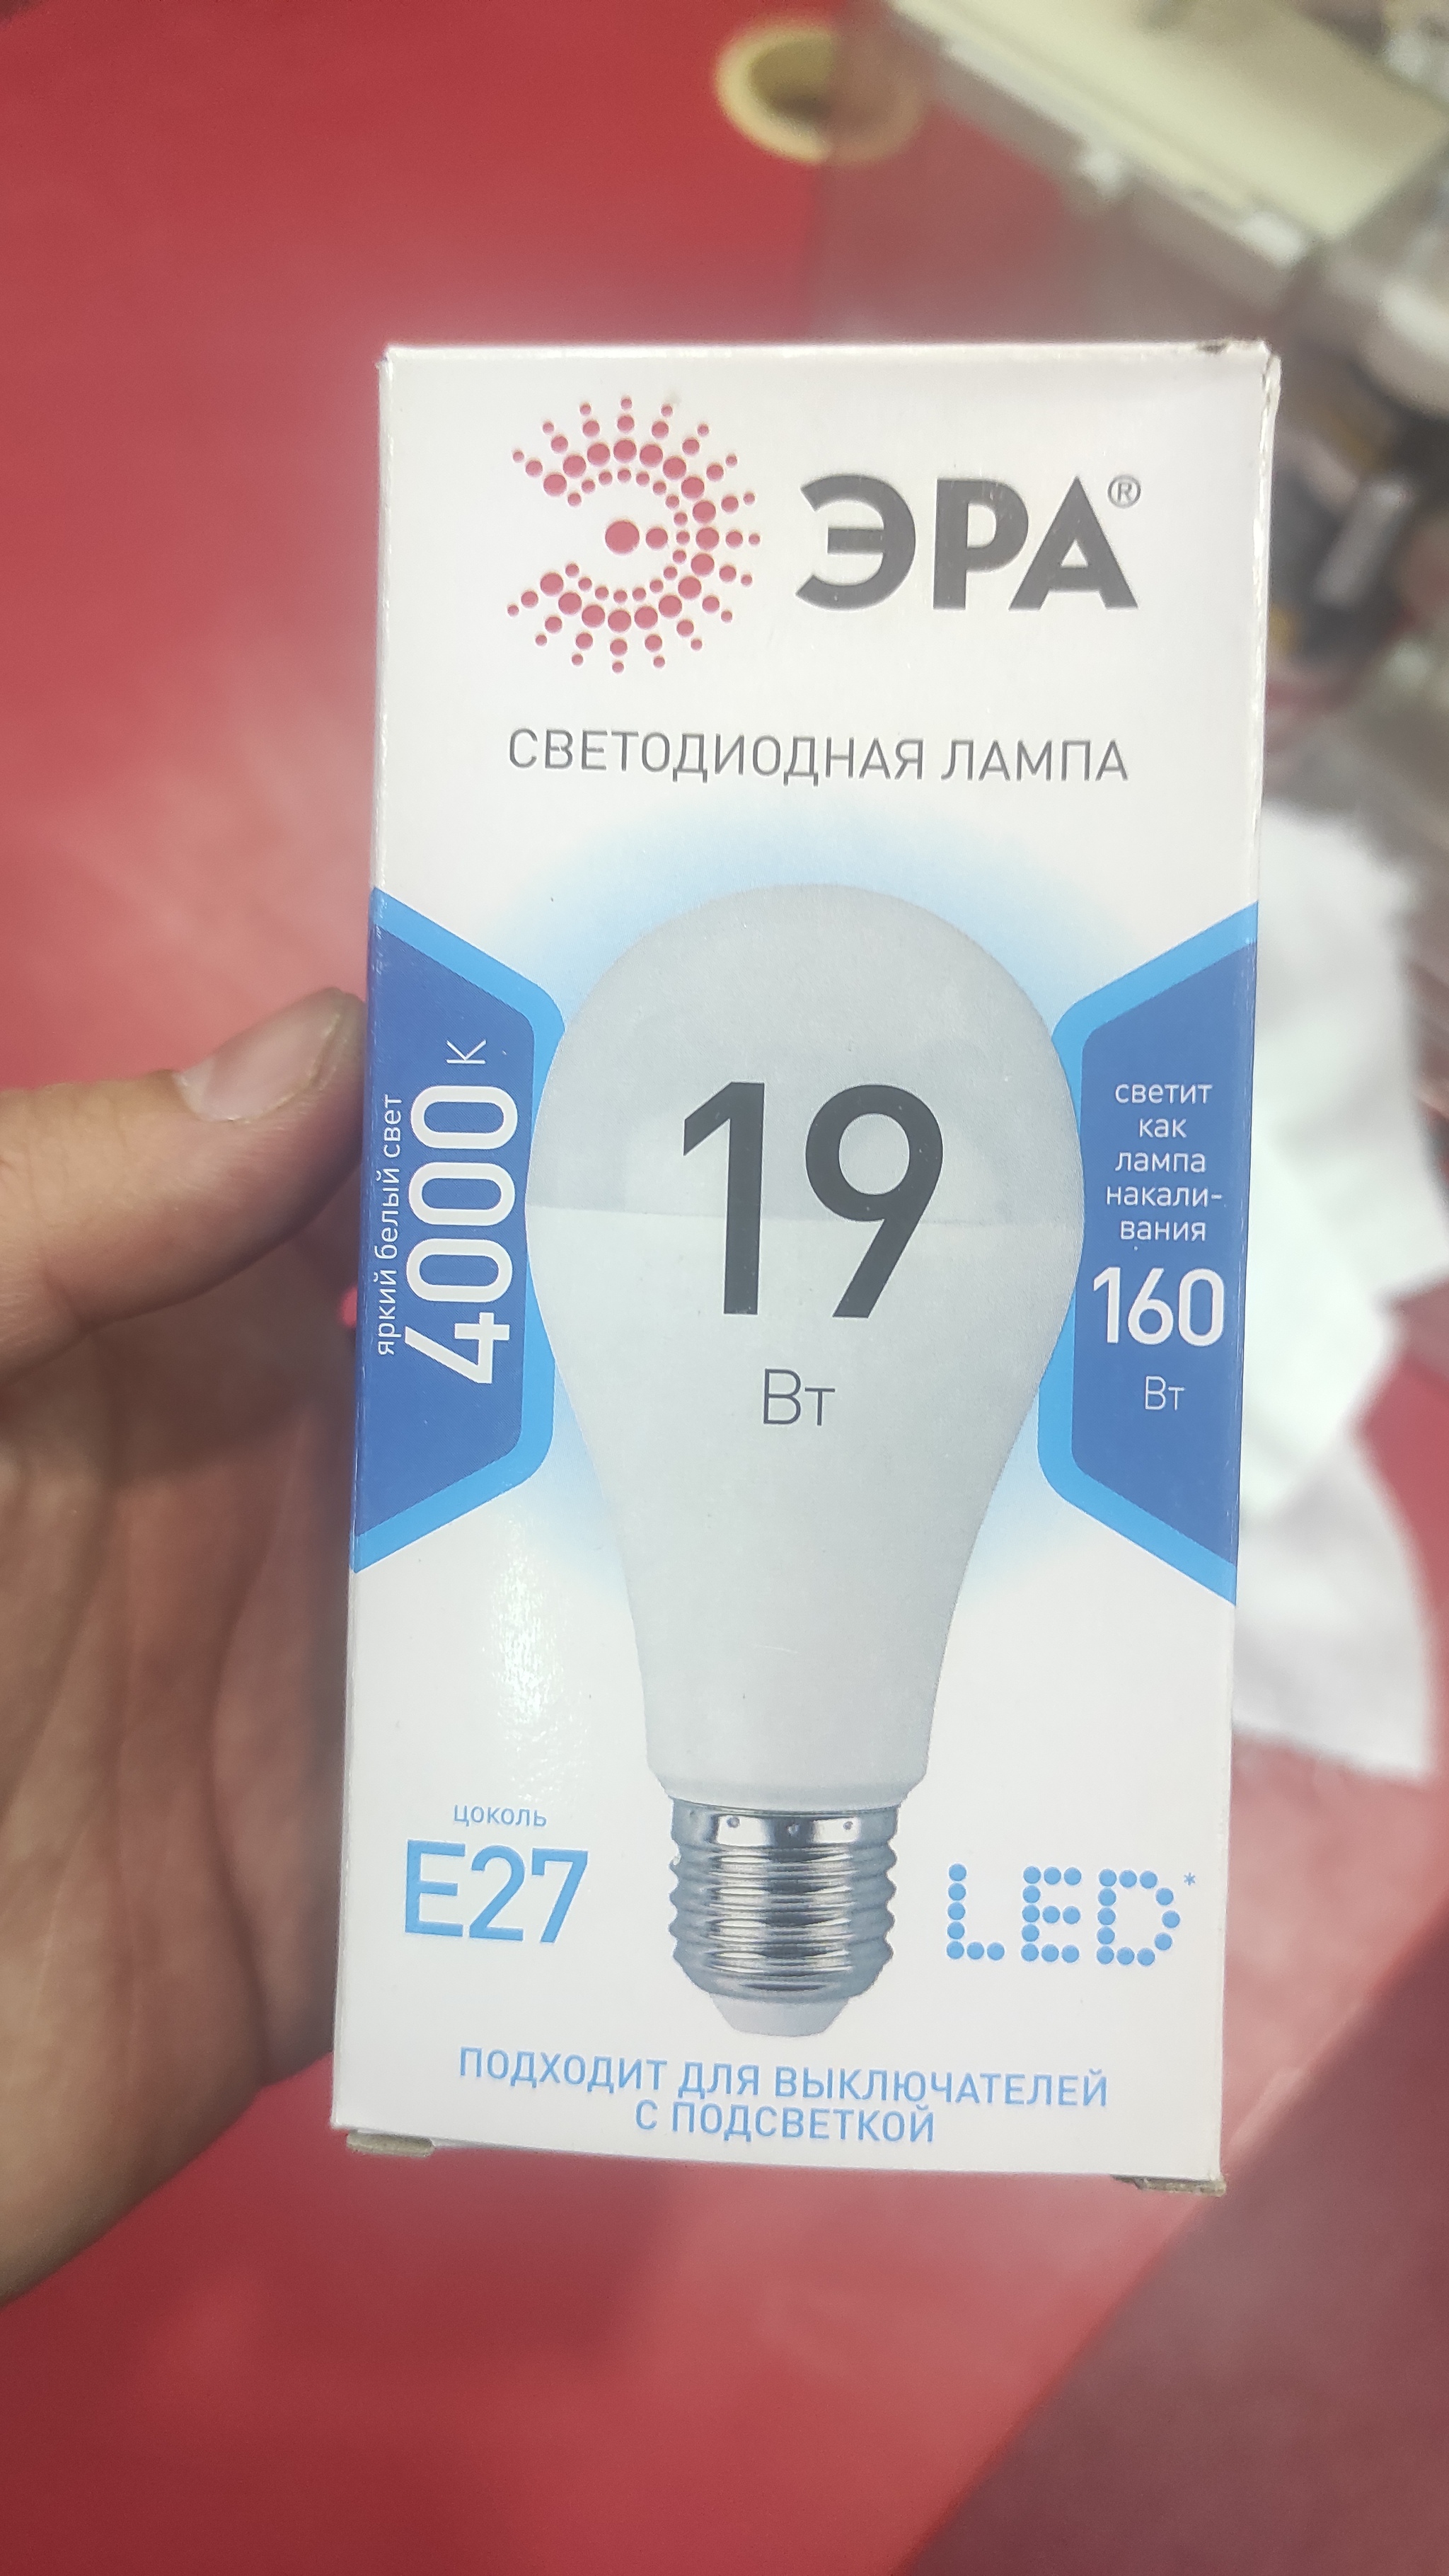 ЭРА®
СВЕТОДИОДНАЯ ЛАМПА
яркий белый свет
4000 К
19
Вт
светит
как
лампа
накали-
вания
160
Вт
цоколь
E27
LED*
ПОДХОДИТ ДЛЯ ВЫКЛЮЧАТЕЛЕЙ
С ПОДСВЕТКОЙ